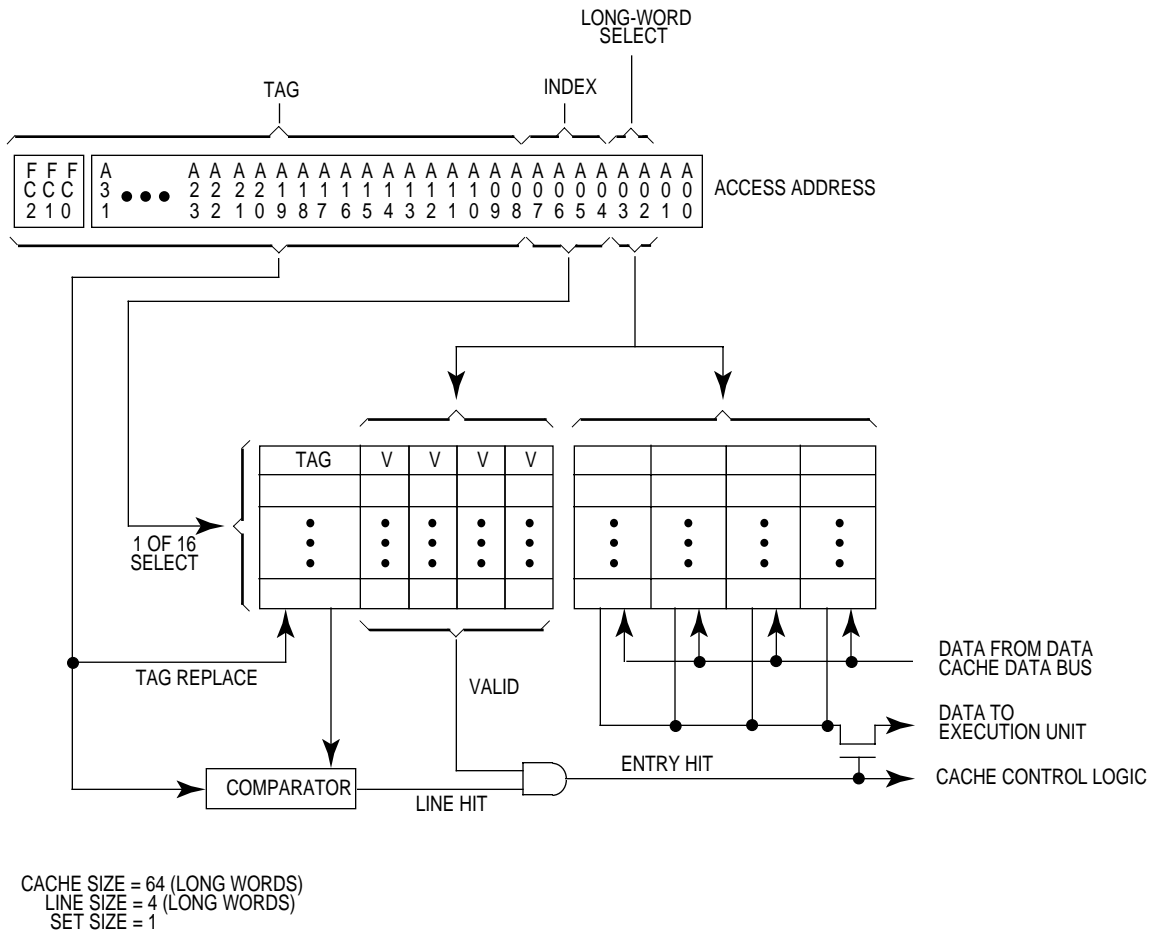 LONG-WORD
SELECT
TAG
INDEX
F F F A A A A A A A A A A A A A A A A A A A A A A A A A
C C C 3 ••• 2 2 2 2 1 1 1 1 1 1 1 1 1 1 0 0 0 0 0 0 0 0 0 0
2 1 0 1 3 2 1 0 9 8 7 6 5 4 3 2 1 0 9 8 7 6 5 4 3 2 1 0
ACCESS ADDRESS
TAG V V V V
1 OF 16
SELECT
TAG REPLACE
VALID
DATA FROM DATA
CACHE DATA BUS
DATA TO
EXECUTION UNIT
ENTRY HIT
CACHE CONTROL LOGIC
COMPARATOR
LINE HIT
CACHE SIZE = 64 (LONG WORDS)
LINE SIZE = 4 (LONG WORDS)
SET SIZE = 1